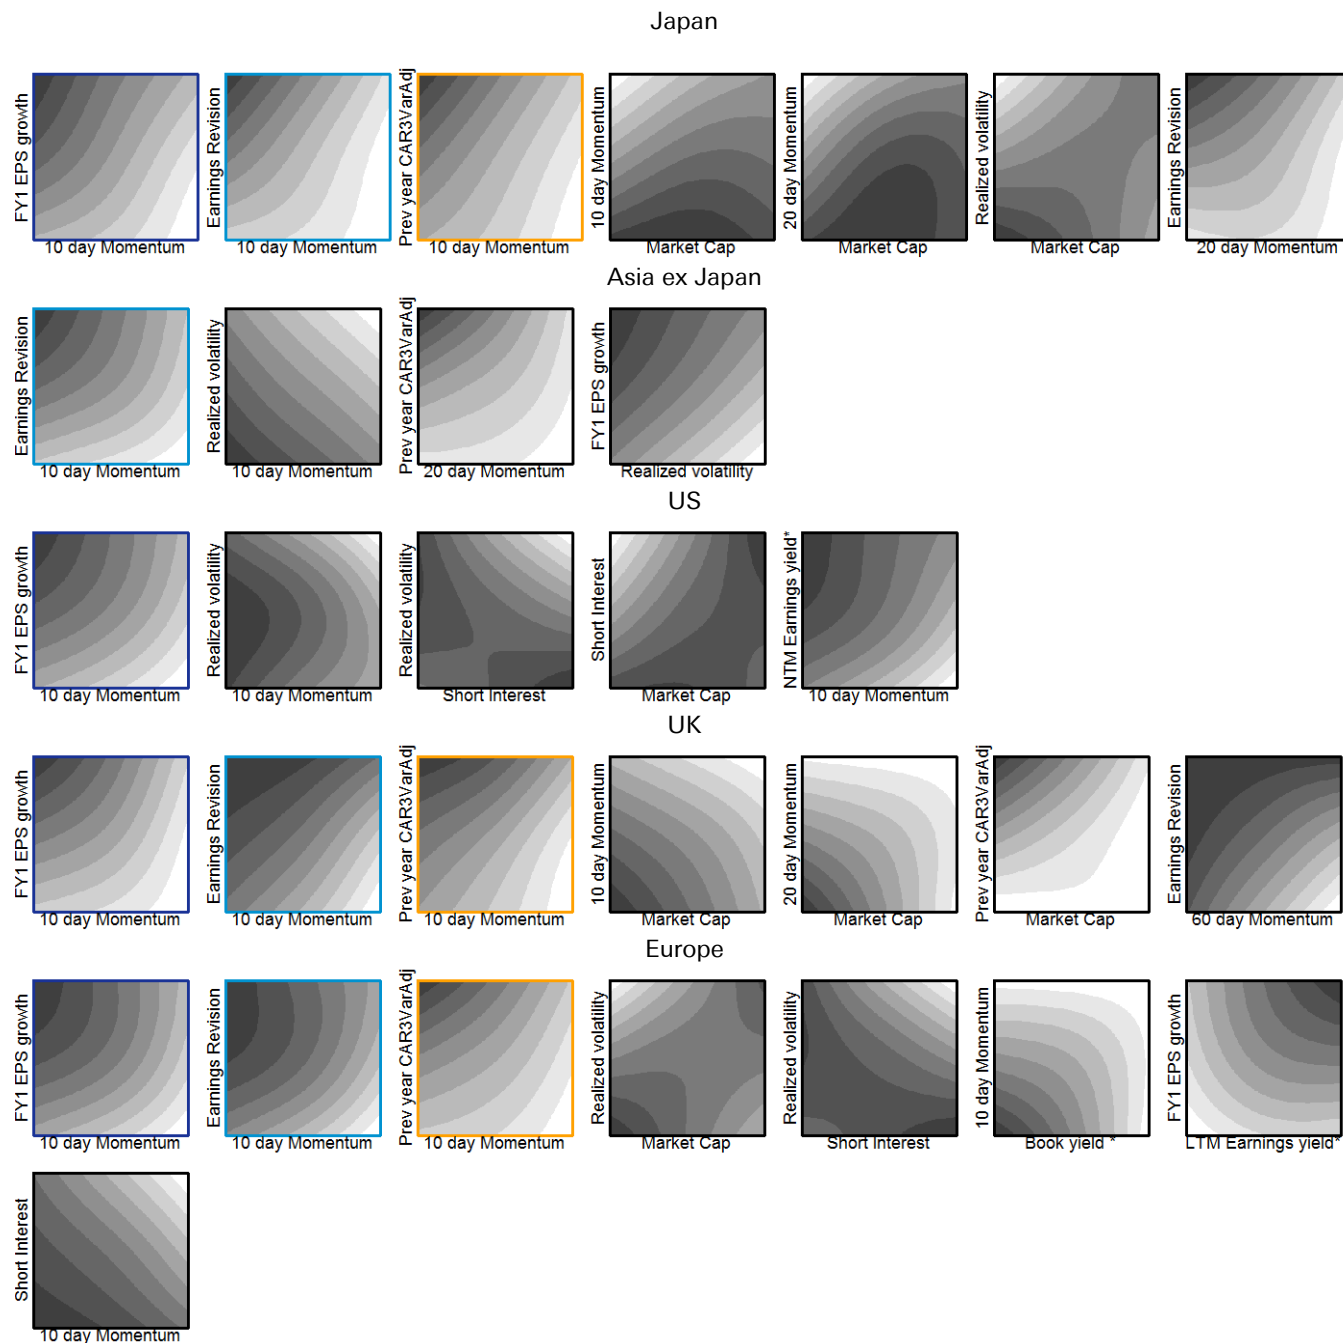 Japan
FY1 EPS growth
10 day Momentum
Earnings Revision
10 day Momentum
Prev year CAR3VarAdj
10 day Momentum
10 day Momentum
Market Cap
20 day Momentum
Market Cap
Realized volatility
Market Cap
Earnings Revision
20 day Momentum
Asia ex Japan
Earnings Revision
10 day Momentum
Realized volatility
10 day Momentum
Prev year CAR3VarAdj
20 day Momentum
FY1 EPS growth
Realized volatility
US
FY1 EPS growth
10 day Momentum
Realized volatility
10 day Momentum
Realized volatility
Short Interest
Short Interest
Market Cap
NTM Earnings yield*
10 day Momentum
UK
FY1 EPS growth
10 day Momentum
Earnings Revision
10 day Momentum
Prev year CAR3VarAdj
10 day Momentum
10 day Momentum
Market Cap
20 day Momentum
Market Cap
Prev year CAR3VarAdj
Market Cap
Earnings Revision
60 day Momentum
Europe
FY1 EPS growth
10 day Momentum
Earnings Revision
10 day Momentum
Prev year CAR3VarAdj
10 day Momentum
Realized volatility
Market Cap
Realized volatility
Short Interest
10 day Momentum
Book yield *
FY1 EPS growth
LTM Earnings yield*
Short Interest
10 day Momentum